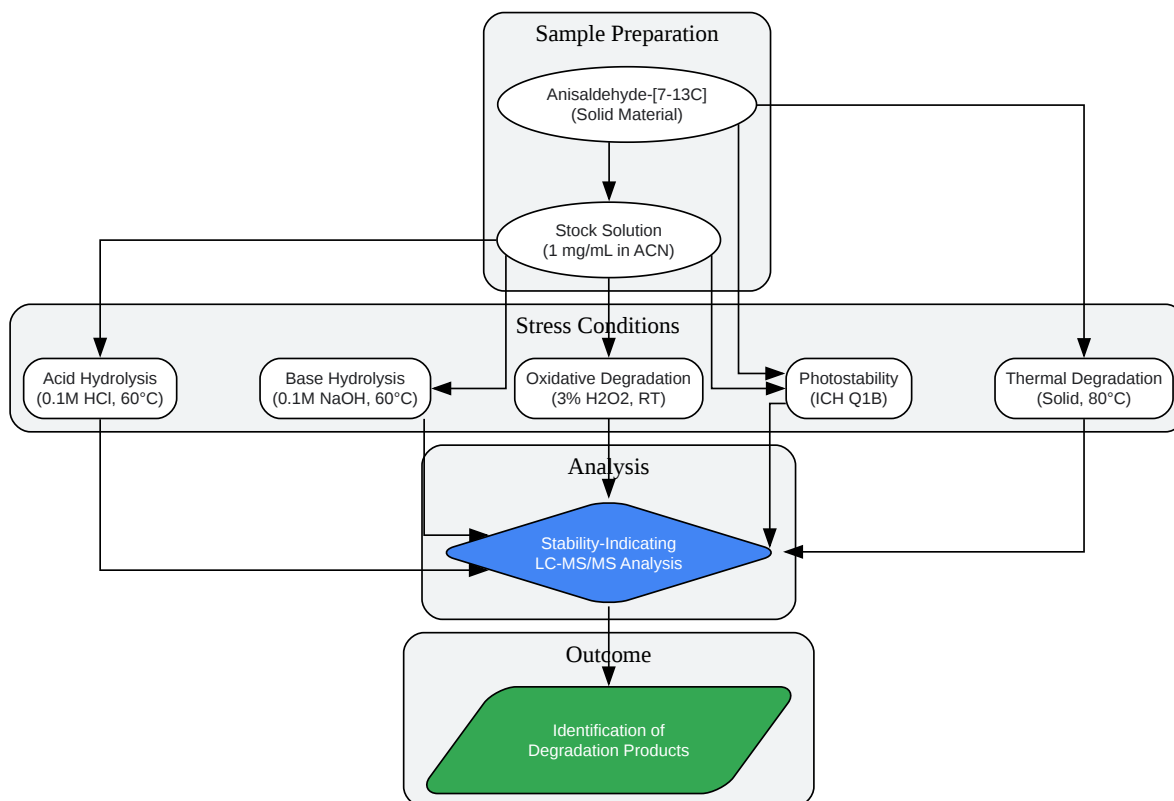 Sample Preparation
Anisaldehyde-[7-13C]
(Solid Material)
Stock Solution
(1 mg/mL in ACN)
Stress Conditions
Acid Hydrolysis
(0.1M HCl, 60°C)
Base Hydrolysis
(0.1M NaOH, 60°C)
Oxidative Degradation
(3% H2O2, RT)
Photostability
(ICH Q1B)
Thermal Degradation
(Solid, 80°C)
Analysis
Stability-Indicating
LC-MS/MS Analysis
Outcome
Identification of
Degradation Products